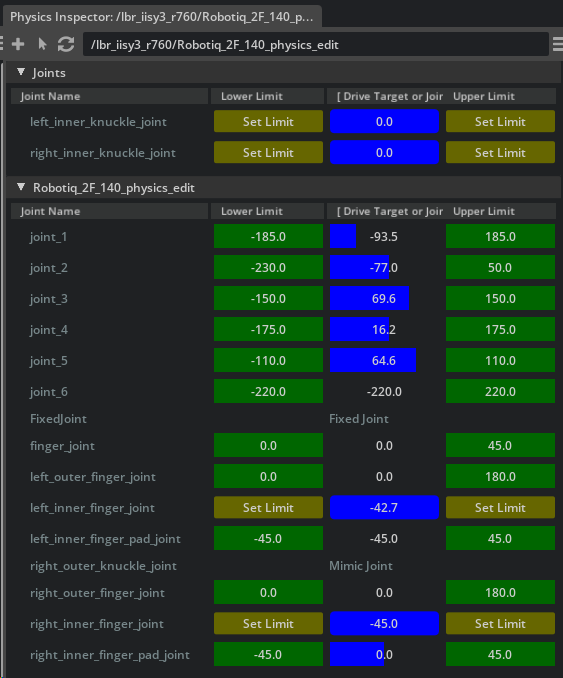 Physics Inspector: /lbr_iisy3_r760/Robotiq_2F_140_p...
/lbr_iisy3_r760/Robotiq_2F_140_physics_edit
Joints
Joint Name Lower Limit [ Drive Target or Joir Upper Limit
left_inner_knuckle_joint Set Limit 0.0 Set Limit
right_inner_knuckle_joint Set Limit 0.0 Set Limit
Robotiq_2F_140_physics_edit
Joint Name Lower Limit [ Drive Target or Joir Upper Limit
joint_1 -185.0 -93.5 185.0
joint_2 -230.0 -77.0 50.0
joint_3 -150.0 69.6 150.0
joint_4 -175.0 16.2 175.0
joint_5 -110.0 64.6 110.0
joint_6 -220.0 -220.0 220.0
FixedJoint Fixed Joint
finger_joint 0.0 0.0 45.0
left_outer_finger_joint 0.0 0.0 180.0
left_inner_finger_joint Set Limit -42.7 Set Limit
left_inner_finger_pad_joint -45.0 -45.0 45.0
right_outer_knuckle_joint Mimic Joint
right_outer_finger_joint 0.0 0.0 180.0
right_inner_finger_joint Set Limit -45.0 Set Limit
right_inner_finger_pad_joint -45.0 0.0 45.0